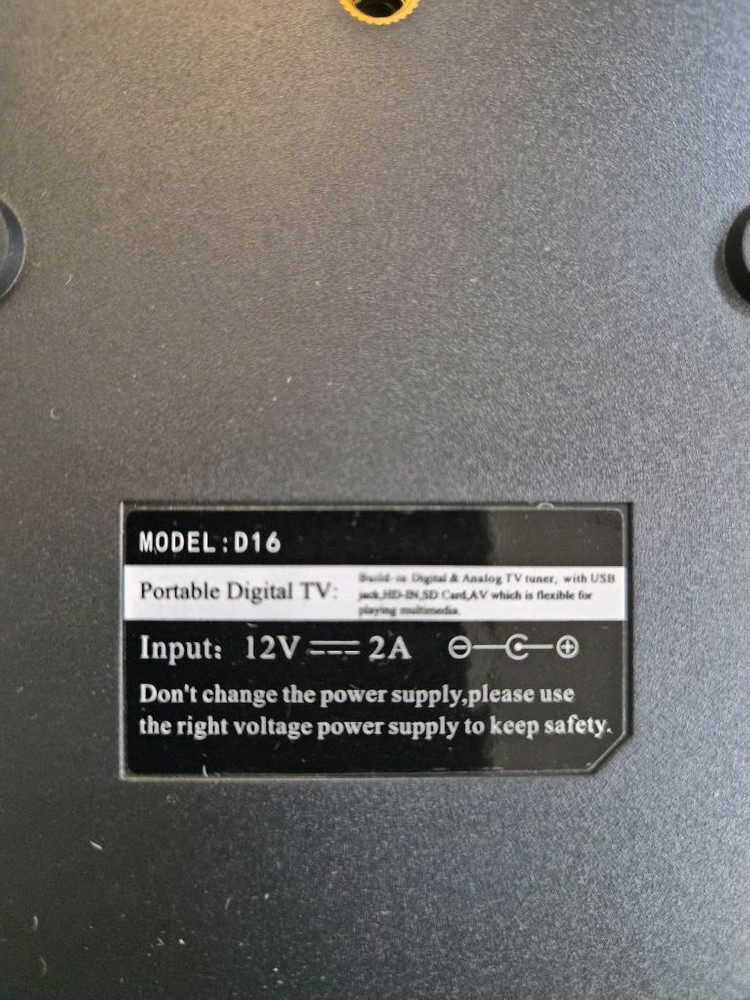 MODEL:D16
Portable Digital TV:
Build-in Digital & Analog TV tuner, with USB
jack,HD-IN,SD Card,AV which is flexible for
playing multimedia.
Input: 12V 2A
Don't change the power supply,please use
the right voltage power supply to keep safety.